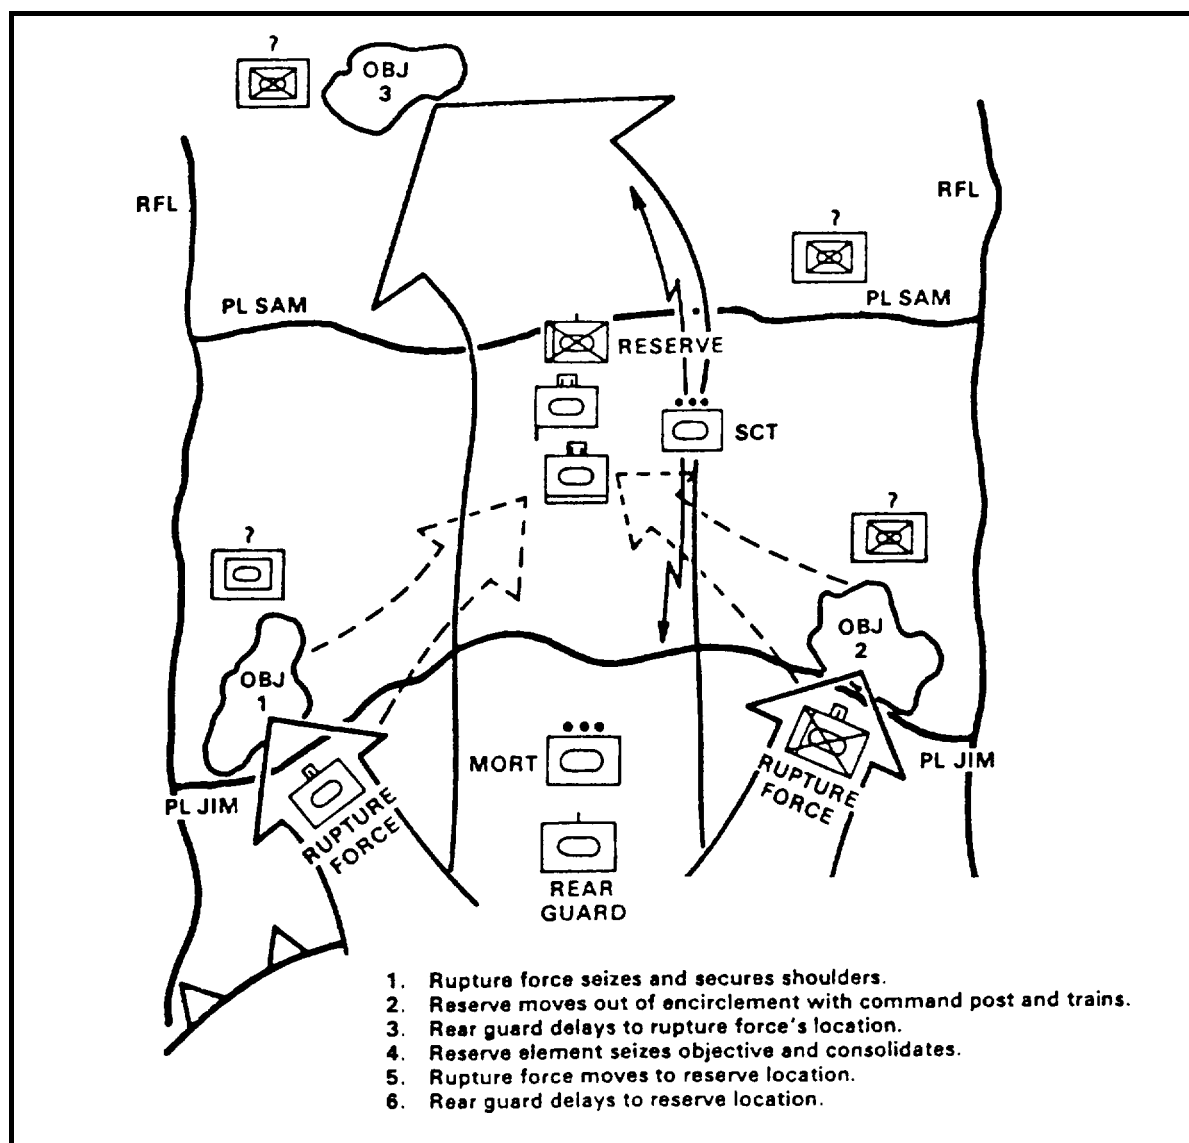 ?
OBJ
3
RFL
RFL
?
PL SAM
PL SAM
RESERVE
SCT
?
?
OBJ
1
OBJ
2
MORT
PL JIM
PL JIM
RUPTURE
FORCE
RUPTURE
FORCE
REAR
GUARD
1. Rupture force seizes and secures shoulders.
2. Reserve moves out of encirclement with command post and trains.
3. Rear guard delays to rupture force's location.
4. Reserve element seizes objective and consolidates.
5. Rupture force moves to reserve location.
6. Rear guard delays to reserve location.